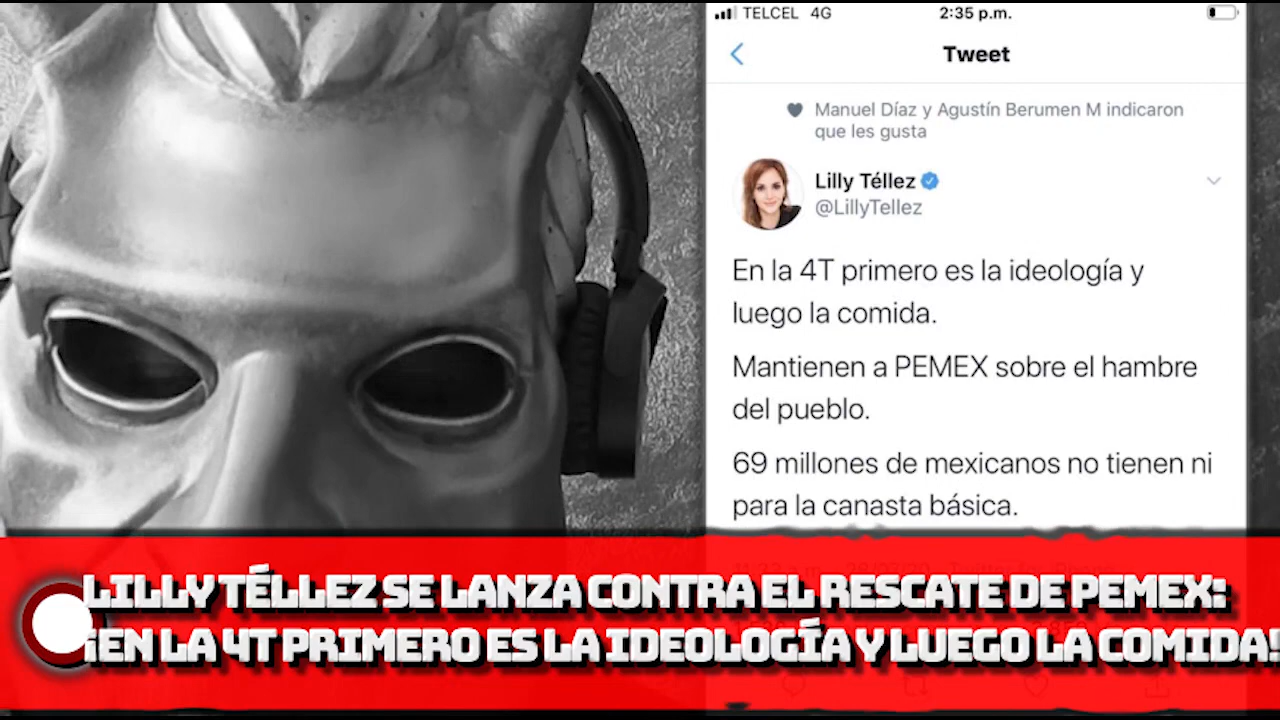 TELCEL 4G 2:35 p.m.
Tweet
Manuel Díaz y Agustín Berumen M indicaron
que les gusta
Lilly Téllez
@LillyTellez
En la 4T primero es la ideología y
luego la comida.
Mantienen a PEMEX sobre el hambre
del pueblo.
69 millones de mexicanos no tienen ni
para la canasta básica.
LILLY TÉLLEZ SE LANZA CONTRA EL RESCATE DE PEMEX:
¡EN LA 4T PRIMERO ES LA IDEOLOGÍA Y LUEGO LA COMIDA!